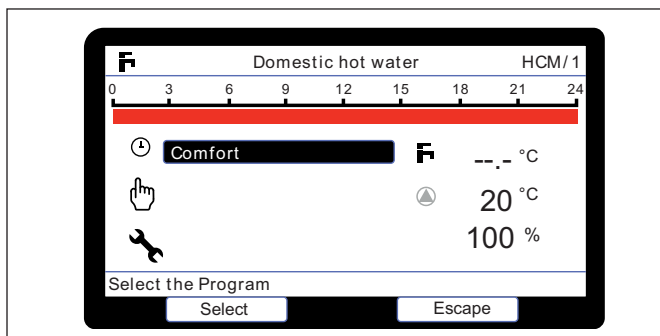 Domestic hot water HCM/1
0 3 6 9 12 15 18 21 24
Comfort --.- °C
20 °C
100 %
Select the Program
Select Escape